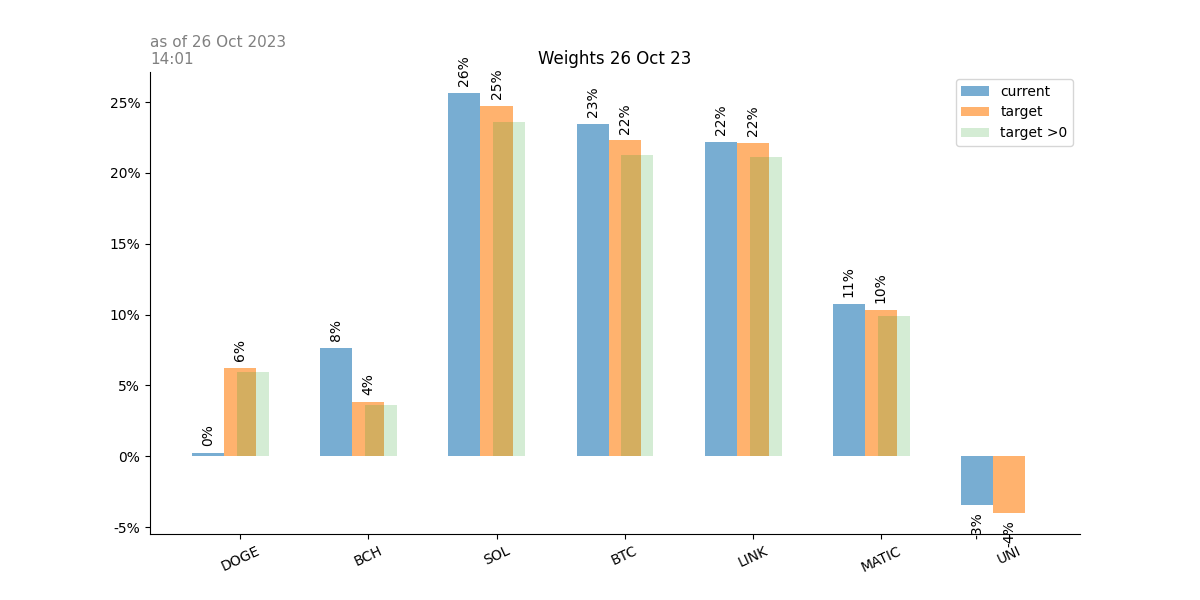 as of 26 Oct 2023
14:01
Weights 26 Oct 23
current
target
target >0
25%
20%
15%
10%
5%
0%
-5%
0%
6%
8%
4%
26%
25%
23%
22%
22%
22%
11%
10%
-3%
-4%
DOGE
BCH
SOL
BTC
LINK
MATIC
UNI